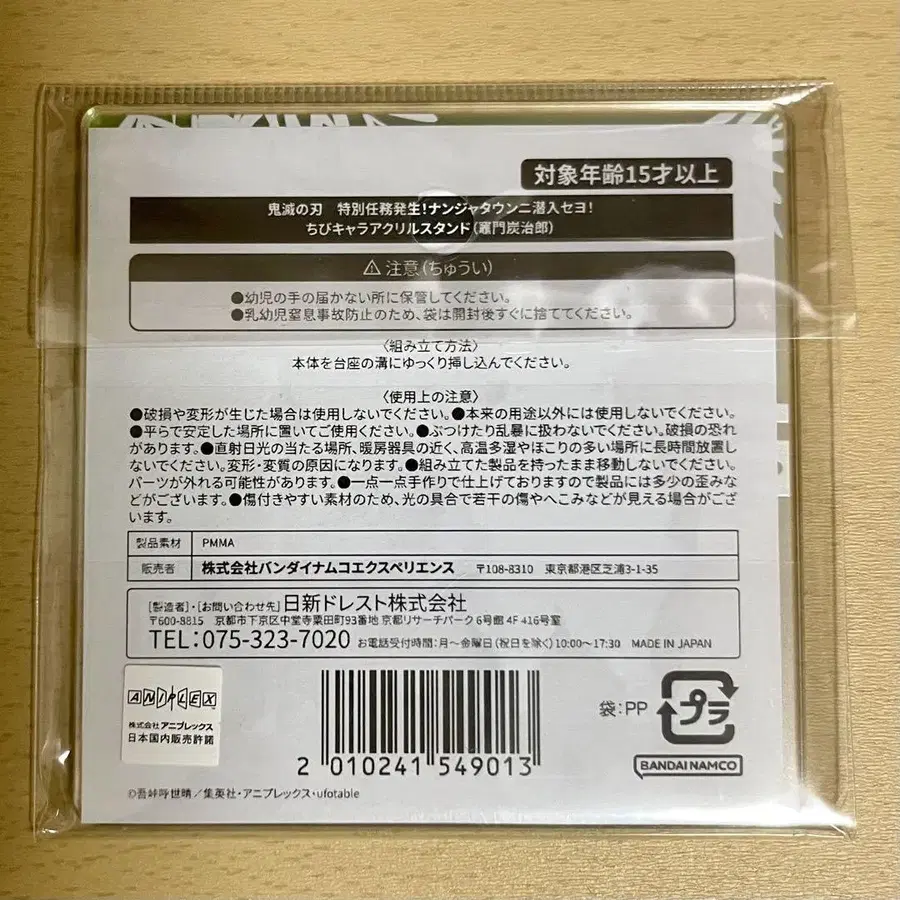 対象年齢15才以上
鬼滅の刃 特別任務発生!ナンジャタウンニ潜入セヨ!
ちびキャラアクリルスタンド(竈門炭治郎)
⚠注意(ちゅうい)
●幼児の手の届かない所に保管してください。
●乳幼児窒息事故防止のため、袋は開封後すぐに捨ててください。
〈組み立て方法〉
本体を台座の溝にゆっくり挿し込んでください。
〈使用上の注意〉
●破損や変形が生じた場合は使用しないでください。●本来の用途以外には使用しないでください。
●平らで安定した場所に置いてご使用ください。●ぶつけたり乱暴に扱わないでください。破損の恐れ
があります。●直射日光の当たる場所、暖房器具の近く、高温多湿やほこりの多い場所に長時間放置し
ないでください。変形・変質の原因になります。●組み立てた製品を持ったまま移動しないでください。
パーツが外れる可能性があります。●一点一点手作りで仕上げておりますので製品には多少の歪みな
どがございます。●傷付きやすい素材のため、光の具合で若干の傷やへこみなどが見える場合がござ
います。
製品素材 PMMA
販売者 株式会社バンダイナムコエクスペリエンス 〒108-8310 東京都港区芝浦3-1-35
[製造者]・[お問い合わせ先]日新ドレスト株式会社
〒600-8815 京都市下京区中堂寺粟田町93番地 京都リサーチパーク 6号館 4F 416号室
TEL:075-323-7020 お電話受付時間:月〜金曜日(祝日を除く)10:00〜17:30 MADE IN JAPAN
ANIPLEX
株式会社アニプレックス
日本国内販売許諾
2 010241 549013
袋:PP
プラ
BANDAI NAMCO
©吾峠呼世晴/集英社・アニプレックス・ufotable